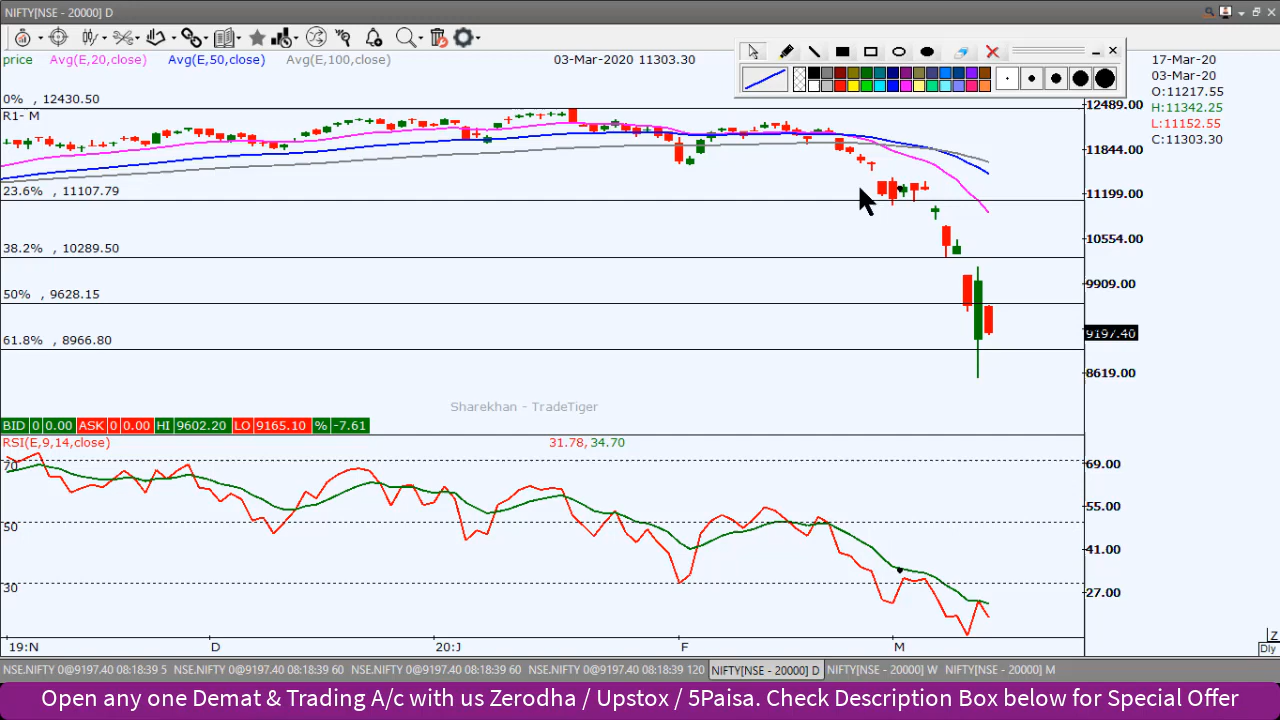 NIFTY[NSE - 20000] D
price Avg(E,20,close) Avg(E,50,close) Avg(E,100,close) 03-Mar-2020 11303.30
17-Mar-20
03-Mar-20
O:11217.55
H:11342.25
L:11152.55
C:11303.30
0% , 12430.50
R1- M
23.6% , 11107.79
38.2% , 10289.50
50% , 9628.15
61.8% , 8966.80
12489.00
11844.00
11199.00
10554.00
9909.00
9197.40
8619.00
Sharekhan - TradeTiger
BID 0 0.00 ASK 0 0.00 HI 9602.20 LO 9165.10 % -7.61
RSI(E,9,14,close) 31.78, 34.70
70
50
30
69.00
55.00
41.00
27.00
19:N D 20:J F M
Z
Dly
NSE.NIFTY 0@9197.40 08:18:39 5 NSE.NIFTY 0@9197.40 08:18:39 60 NSE.NIFTY 0@9197.40 08:18:39 60 NSE.NIFTY 0@9197.40 08:18:39 120 NIFTY[NSE - 20000] D NIFTY[NSE - 20000] W NIFTY[NSE - 20000] M
Open any one Demat & Trading A/c with us Zerodha / Upstox / 5Paisa. Check Description Box below for Special Offer